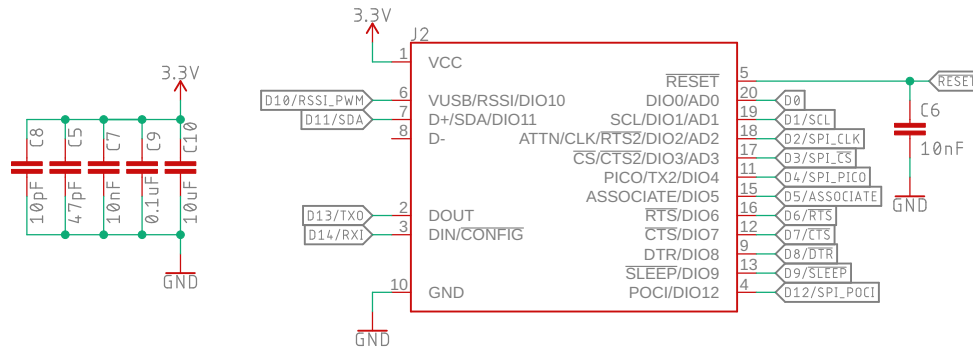 3.3V
C8
C5
C7
C9
C10
10pF
47pF
10nF
0.1uF
10uF
GND
3.3V
J2
1
VCC
D10/RSSI_PWM
6
VUSB/RSSI/DIO10
D11/SDA
7
D+/SDA/DIO11
8
D-
D13/TXO
2
DOUT
D14/RXI
3
DIN/CONFIG
10
GND
GND
RESET
5
RESET
DIO0/AD0
20
D0
SCL/DIO1/AD1
19
D1/SCL
ATTN/CLK/RTS2/DIO2/AD2
18
D2/SPI_CLK
CS/CTS2/DIO3/AD3
17
D3/SPI_CS
PICO/TX2/DIO4
11
D4/SPI_PICO
ASSOCIATE/DIO5
15
D5/ASSOCIATE
RTS/DIO6
16
D6/RTS
CTS/DIO7
12
D7/CTS
DTR/DIO8
9
D8/DTR
SLEEP/DIO9
13
D9/SLEEP
POCI/DIO12
4
D12/SPI_POCI
C6
10nF
GND